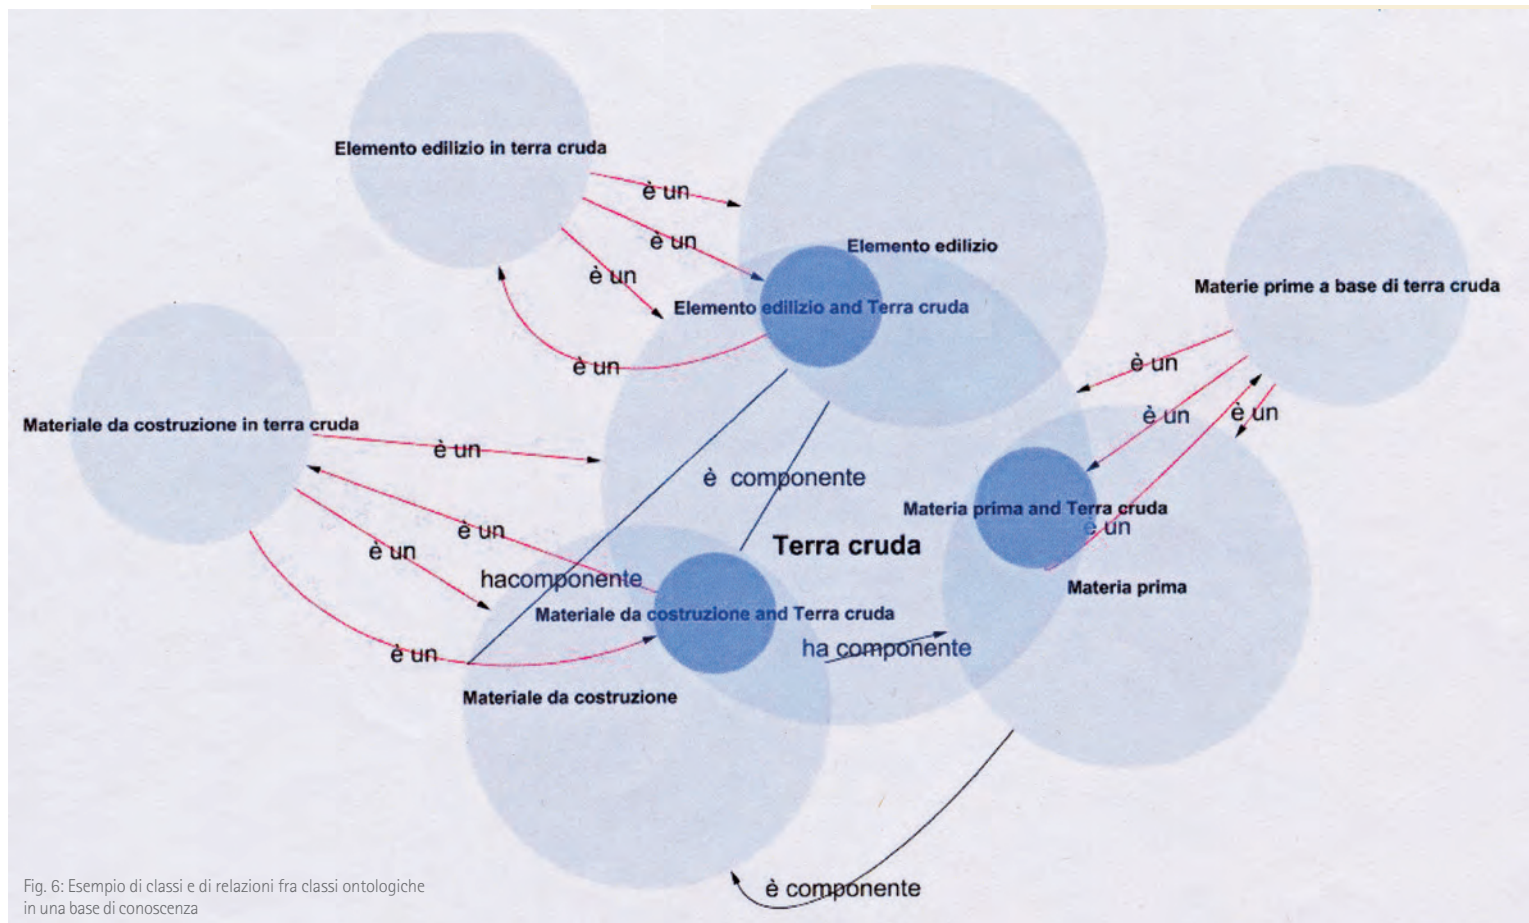 Elemento edilizio in terra cruda
è un
è un
Elemento edilizio
è un
Materie prime a base di terra cruda
Elemento edilizio and Terra cruda
è un
è un
è un
è un
Materiale da costruzione in terra cruda
è un
è componente
Materia prima and Terra cruda
è un
è un
Terra cruda
è un
hacomponente
Materia prima
Materiale da costruzione and Terra cruda
ha componente
è un
Materiale da costruzione
è componente
Fig. 6: Esempio di classi e di relazioni fra classi ontologiche
in una base di conoscenza